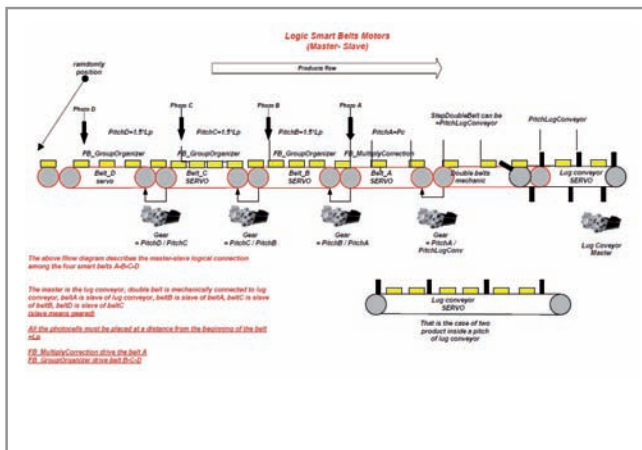 Logic Smart Belts Motors
(Master- Slave)
Products flow
ramdomly
position
Photo D
Photo C
Photo B
Photo A
PitchD=1.5*Lp
PitchC=1.5*Lp
PitchB=1.5*Lp
PitchA=Pc
StepDoubleBelt can be
=PitchLugConveyor
PitchLugConveyor
FB_GroupOrganizer
FB_GroupOrganizer
FB_GroupOrganizer
FB_MultiplyCorrection
Belt_D
servo
Belt_C
SERVO
Belt_B
SERVO
Belt_A
SERVO
Double belts
mechanic
Lug conveyor
SERVO
Gear
= PitchD / PitchC
Gear
= PitchC / PitchB
Gear
= PitchB / PitchA
Gear
= PitchA /
PitchLugConv
Lug Coveyor
Master
The above fllow diagram describes the master-slave logical connection
among the four smart belts A-B-C-D
The master is the lug conveyor, double belt is mechanically connected to lug
conveyor, beltA is slave of lug conveyor, beltB is slave of beltA, beltC is slave
of beltB, beltD is slave of beltC
(slave means geared)
All the photocells must be placed at a distance from the beginning of the belt
=Lp
FB_MultiplyCorrection drive the belt A
FB_GroupOrganizer drive belt B-C-D
Lug conveyor
SERVO
That is the case of two
product inside a pitch
of lug conveyor